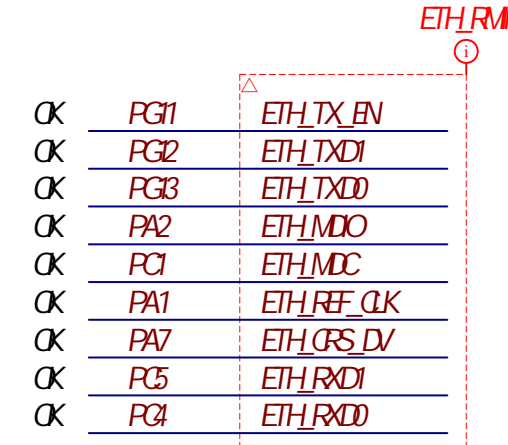 ETH_RMII
i
OK PG11 ETH_TX_EN
OK PG12 ETH_TXD1
OK PG13 ETH_TXD0
OK PA2 ETH_MDIO
OK PC1 ETH_MDC
OK PA1 ETH_REF_CLK
OK PA7 ETH_CRS_DV
OK PC5 ETH_RXD1
OK PC4 ETH_RXD0